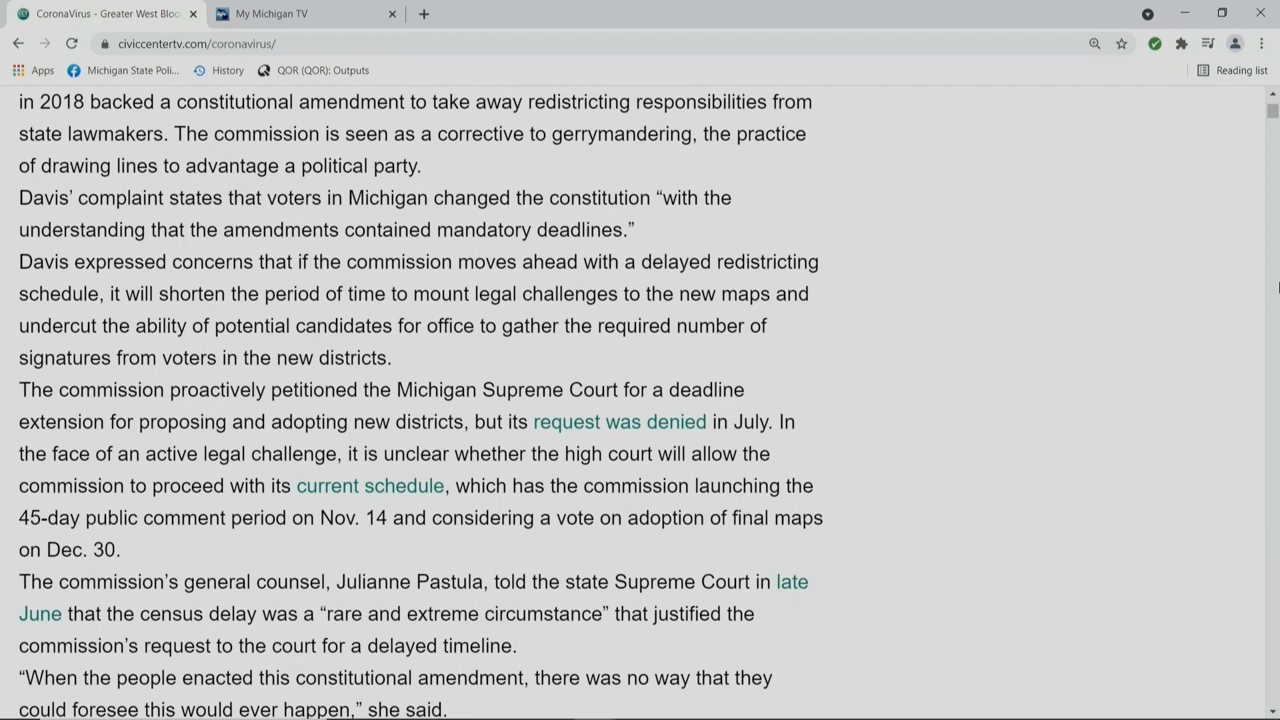 CoronaVirus - Greater West Bloo
My Michigan TV
civiccentertv.com/coronavirus/
Apps
Michigan State Poli...
History
QOR (QOR): Outputs
Reading list
in 2018 backed a constitutional amendment to take away redistricting responsibilities from
state lawmakers. The commission is seen as a corrective to gerrymandering, the practice
of drawing lines to advantage a political party.
Davis’ complaint states that voters in Michigan changed the constitution “with the
understanding that the amendments contained mandatory deadlines.”
Davis expressed concerns that if the commission moves ahead with a delayed redistricting
schedule, it will shorten the period of time to mount legal challenges to the new maps and
undercut the ability of potential candidates for office to gather the required number of
signatures from voters in the new districts.
The commission proactively petitioned the Michigan Supreme Court for a deadline
extension for proposing and adopting new districts, but its request was denied in July. In
the face of an active legal challenge, it is unclear whether the high court will allow the
commission to proceed with its current schedule, which has the commission launching the
45-day public comment period on Nov. 14 and considering a vote on adoption of final maps
on Dec. 30.
The commission’s general counsel, Julianne Pastula, told the state Supreme Court in late
June that the census delay was a “rare and extreme circumstance” that justified the
commission’s request to the court for a delayed timeline.
“When the people enacted this constitutional amendment, there was no way that they
could foresee this would ever happen,” she said.